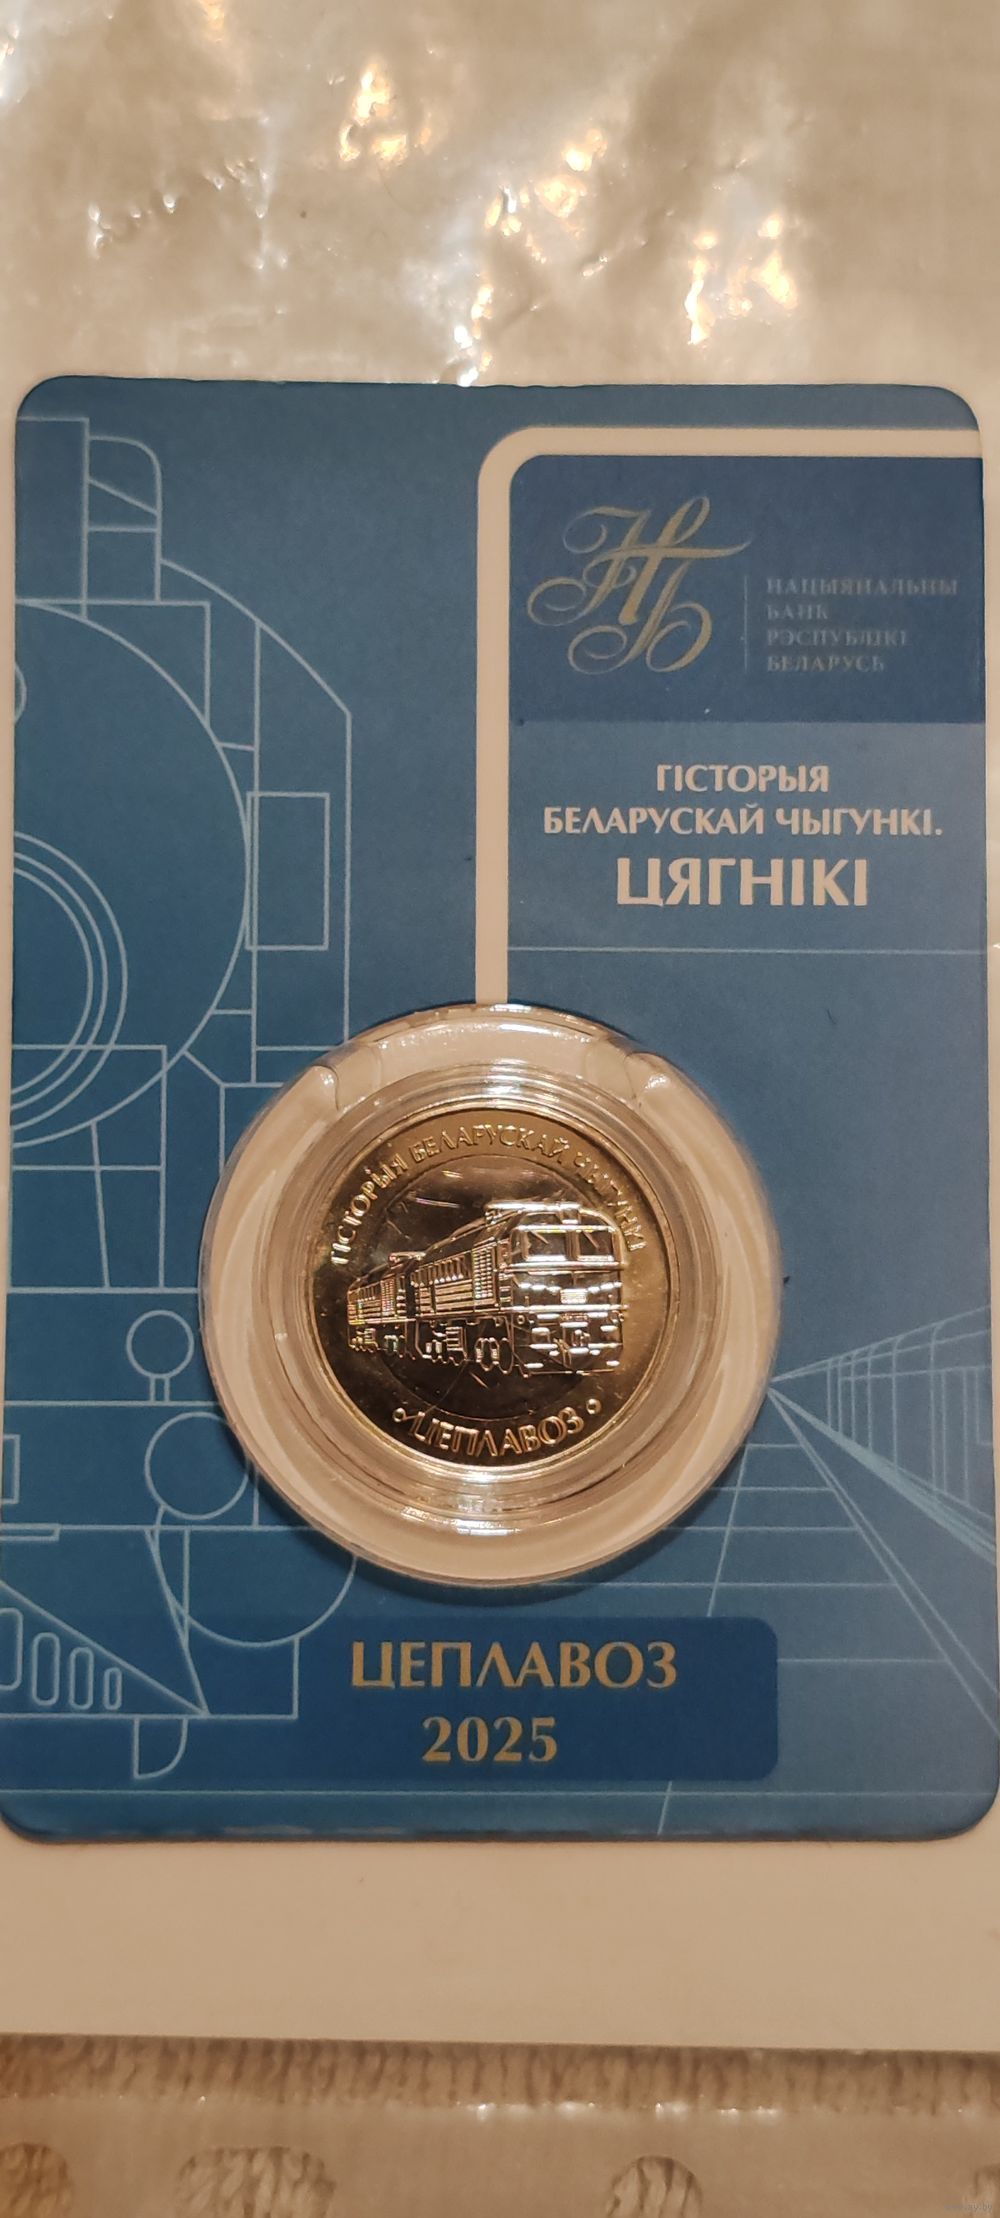 НБ
НАЦЫЯНАЛЬНЫ
БАНК
РЭСПУБЛІКІ
БЕЛАРУСЬ
ГІСТОРЫЯ
БЕЛАРУСКАЙ ЧЫГУНКІ.
ЦЯГНІКІ
ГІСТОРЫЯ БЕЛАРУСКАЙ ЧЫГУНКІ
ЦЕПЛАВОЗ
ЦЕПЛАВОЗ
2025